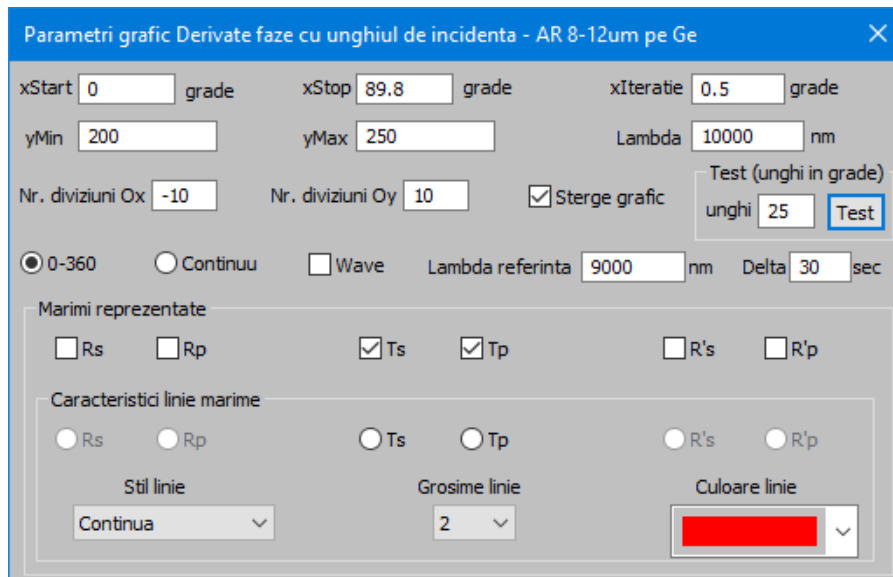 Parametri grafic Derivate faze cu unghiul de incidenta - AR 8-12um pe Ge
xStart 0 grade xStop 89.8 grade xIteratie 0.5 grade
yMin 200 yMax 250 Lambda 10000 nm
Test (unghi in grade)
Nr. diviziuni Ox -10 Nr. diviziuni Oy 10 Sterge grafic unghi 25 Test
0-360 Continuu Wave Lambda referinta 9000 nm Delta 30 sec
Marimi reprezentate
Rs Rp Ts Tp R's R'p
Caracteristici linie marime
Rs Rp Ts Tp R's R'p
Stil linie Grosime linie Culoare linie
Continua 2